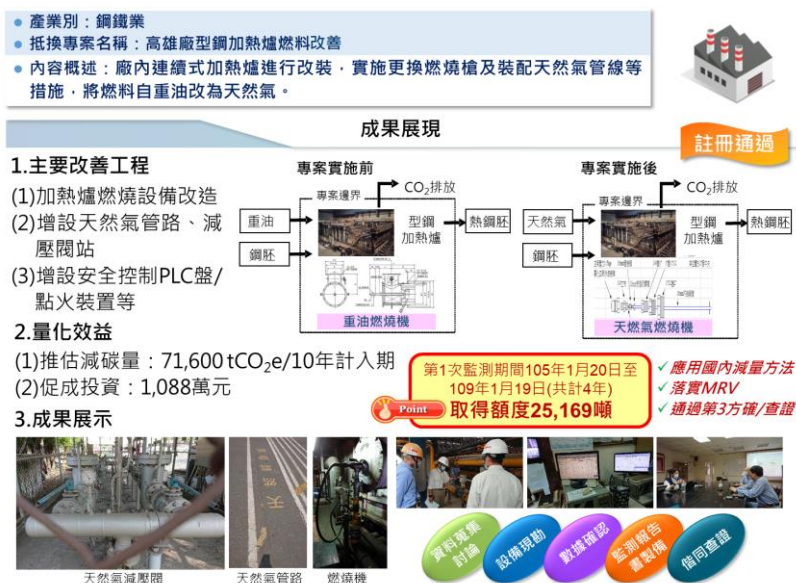 產業別：鋼鐵業
抵換專案名稱：高雄廠型鋼加熱爐燃料改善
內容概述：廠內連續式加熱爐進行改裝，實施更換燃燒槍及裝配天然氣管線等
措施，將燃料自重油改為天然氣。
成果展現
註冊通過
1.主要改善工程
(1)加熱爐燃燒設備改造
(2)增設天然氣管路、減
壓閥站
(3)增設安全控制PLC盤/
點火裝置等
專案實施前
專案邊界
CO₂排放
重油
鋼胚
型鋼
加熱爐
熱鋼胚
重油燃燒機
專案實施後
專案邊界
CO₂排放
天然氣
鋼胚
型鋼
加熱爐
熱鋼胚
天燃氣燃燒機
2.量化效益
(1)推估減碳量：71,600 tCO₂e/10年計入期
(2)促成投資：1,088萬元
第1次監測期間105年1月20日至
109年1月19日(共計4年)
Point
取得額度25,169噸
✓應用國內減量方法
✓落實MRV
✓通過第3方確/查證
3.成果展示
天然氣
天然氣減壓閥
天然氣管路
燃燒機
資料蒐集
討論
設備現勘
數據確認
監測報告
書製備
偕同查證